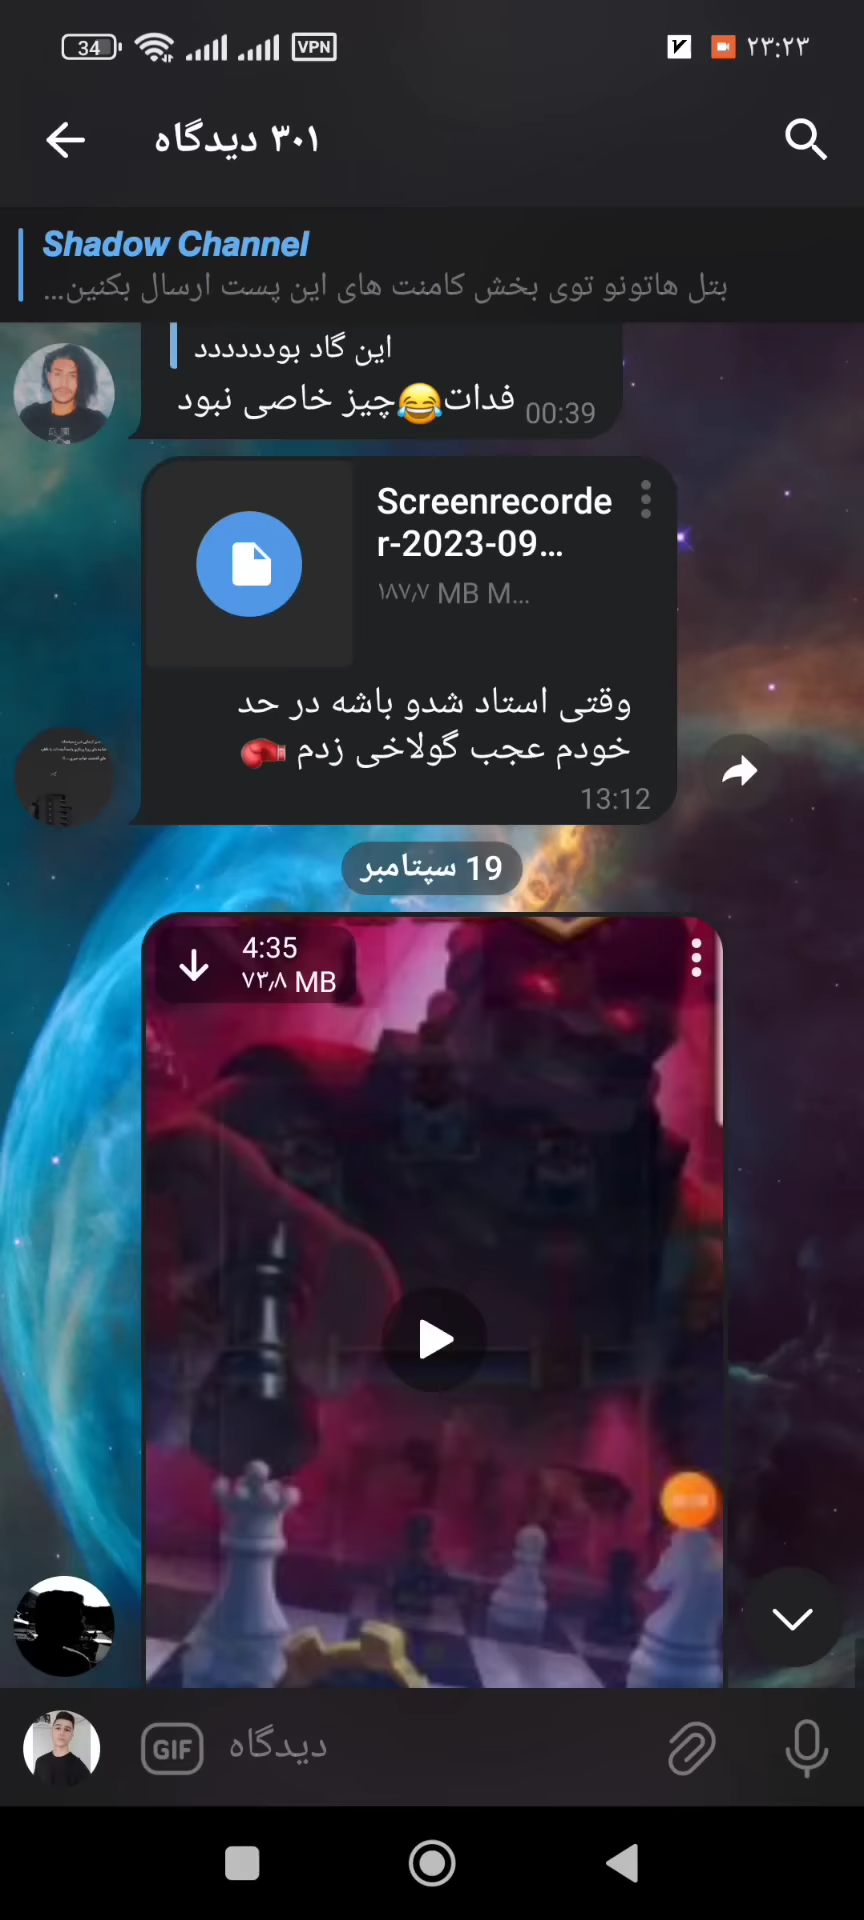 34 VPN ۲۳:۲۳
۳۰۱ دیدگاه
Shadow Channel
بتل هاتونو توی بخش کامنت های این پست ارسال بکنین...
این گاد بودددددد
فدات😂چیز خاصی نبود 00:39
Screenrecorde
r-2023-09...
۱۸۷٫۷ MB M...
وقتی استاد شدو باشه در حد
خودم عجب گولاخی زدم 🥊
13:12
19 سپتامبر
4:35
۷۳٫۸ MB
GIF دیدگاه